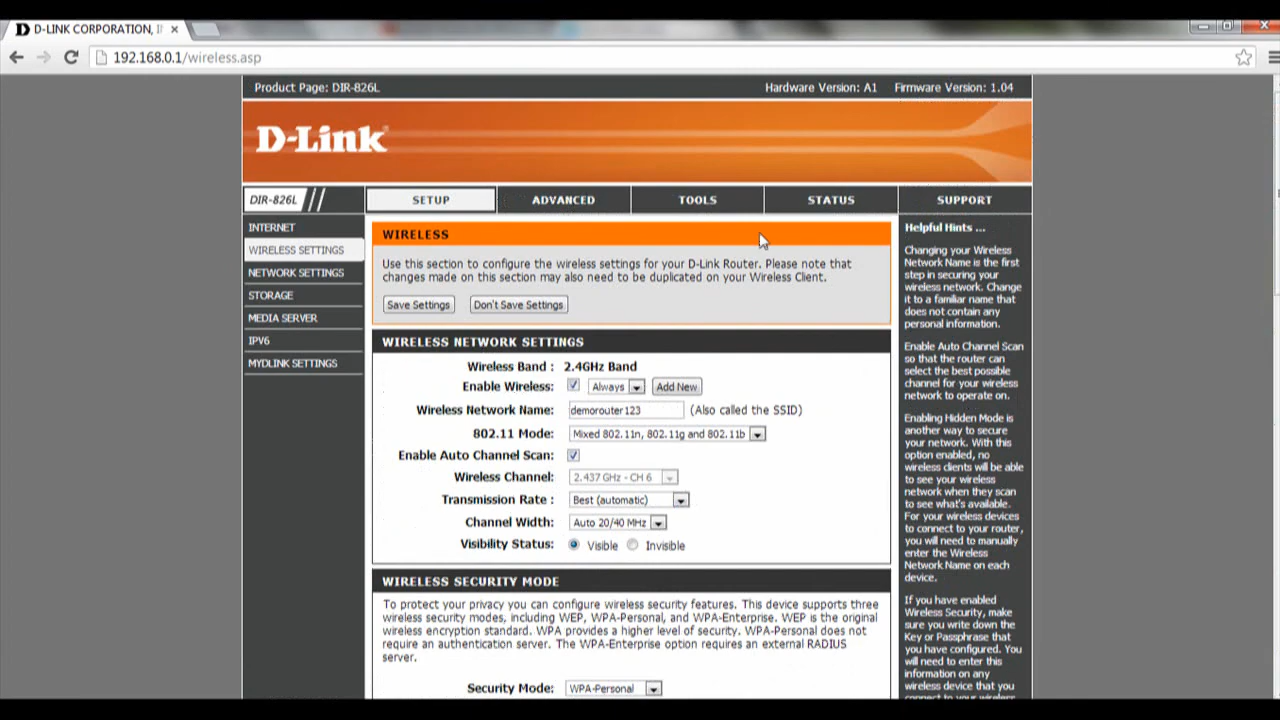 D-LINK CORPORATION, I
192.168.0.1/wireless.asp
Product Page: DIR-826L
Hardware Version: A1 Firmware Version: 1.04
D-Link
DIR-826L
SETUP
ADVANCED
TOOLS
STATUS
SUPPORT
INTERNET
WIRELESS SETTINGS
NETWORK SETTINGS
STORAGE
MEDIA SERVER
IPV6
MYDLINK SETTINGS
WIRELESS
Use this section to configure the wireless settings for your D-Link Router. Please note that
changes made on this section may also need to be duplicated on your Wireless Client.
Save Settings Don't Save Settings
WIRELESS NETWORK SETTINGS
Wireless Band : 2.4GHz Band
Enable Wireless: Always Add New
Wireless Network Name: demorouter123 (Also called the SSID)
802.11 Mode: Mixed 802.11n, 802.11g and 802.11b
Enable Auto Channel Scan:
Wireless Channel: 2.437 GHz - CH 6
Transmission Rate : Best (automatic)
Channel Width: Auto 20/40 MHz
Visibility Status: Visible Invisible
WIRELESS SECURITY MODE
To protect your privacy you can configure wireless security features. This device supports three
wireless security modes, including WEP, WPA-Personal, and WPA-Enterprise. WEP is the original
wireless encryption standard. WPA provides a higher level of security. WPA-Personal does not
require an authentication server. The WPA-Enterprise option requires an external RADIUS
server.
Security Mode: WPA-Personal
Helpful Hints ...
Changing your Wireless
Network Name is the first
step in securing your
wireless network. Change
it to a familiar name that
does not contain any
personal information.
Enable Auto Channel Scan
so that the router can
select the best possible
channel for your wireless
network to operate on.
Enabling Hidden Mode is
another way to secure
your network. With this
option enabled, no
wireless clients will be able
to see your wireless
network when they scan
to see what's available.
For your wireless devices
to connect to your router,
you will need to manually
enter the Wireless
Network Name on each
device.
If you have enabled
Wireless Security, make
sure you write down the
Key or Passphrase that
you have configured. You
will need to enter this
information on any
wireless device that you
connect to your wireless